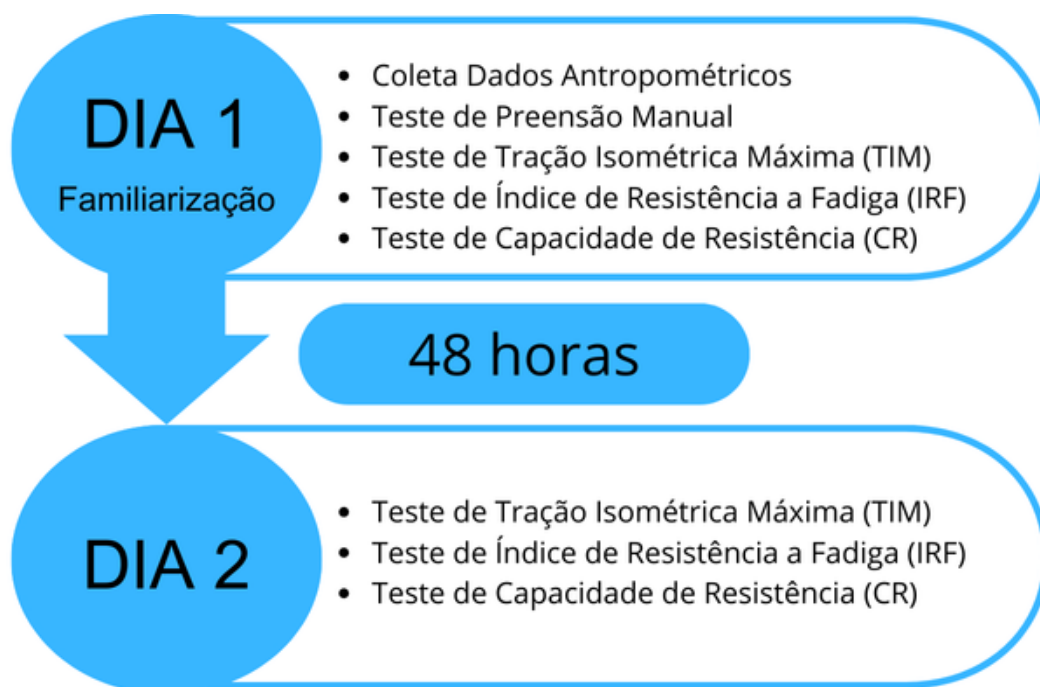 DIA 1
Familiarização
• Coleta Dados Antropométricos
• Teste de Preensão Manual
• Teste de Tração Isométrica Máxima (TIM)
• Teste de Índice de Resistência a Fadiga (IRF)
• Teste de Capacidade de Resistência (CR)
48 horas
DIA 2
• Teste de Tração Isométrica Máxima (TIM)
• Teste de Índice de Resistência a Fadiga (IRF)
• Teste de Capacidade de Resistência (CR)